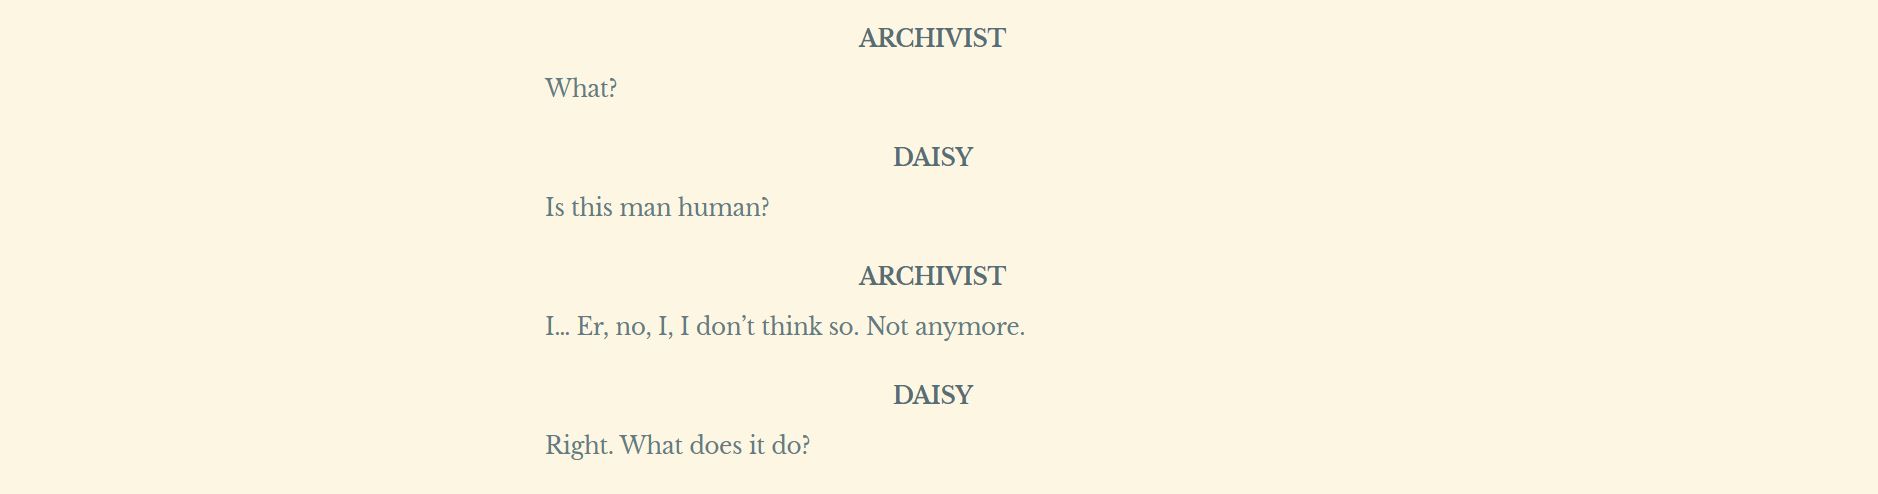 ARCHIVIST
What?
DAISY
Is this man human?
ARCHIVIST
I… Er, no, I, I don’t think so. Not anymore.
DAISY
Right. What does it do?